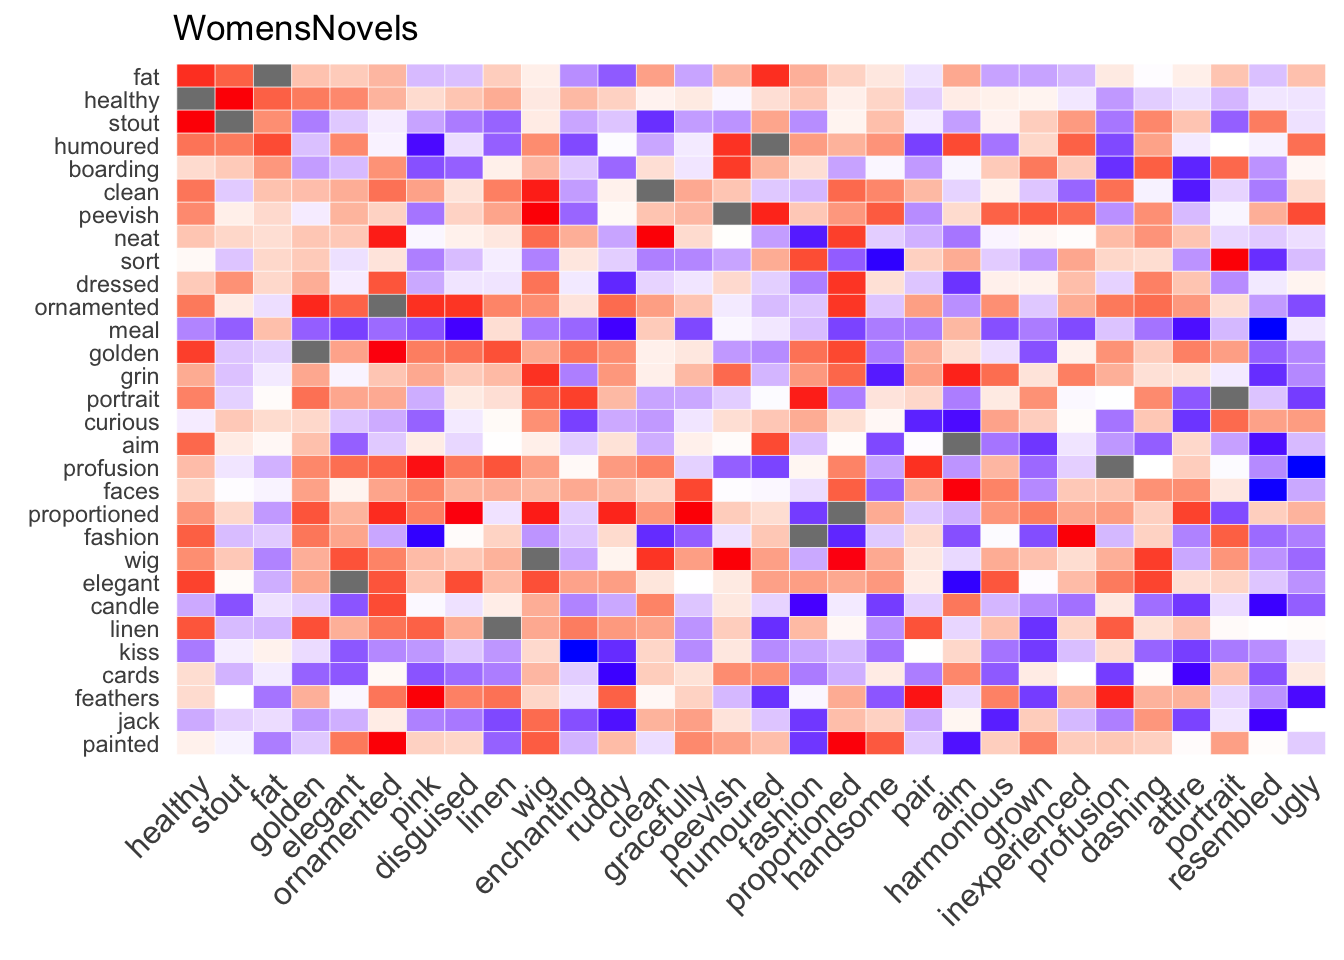 WomensNovels
fat
healthy
stout
humoured
boarding
clean
peevish
neat
sort
dressed
ornamented
meal
golden
grin
portrait
curious
aim
profusion
faces
proportioned
fashion
wig
elegant
candle
linen
kiss
cards
feathers
jack
painted
healthy
stout
fat
golden
elegant
ornamented
pink
disguised
linen
wig
enchanting
ruddy
clean
gracefully
peevish
humoured
fashion
proportioned
handsome
pair
aim
harmonious
grown
inexperienced
profusion
dashing
attire
portrait
resembled
ugly